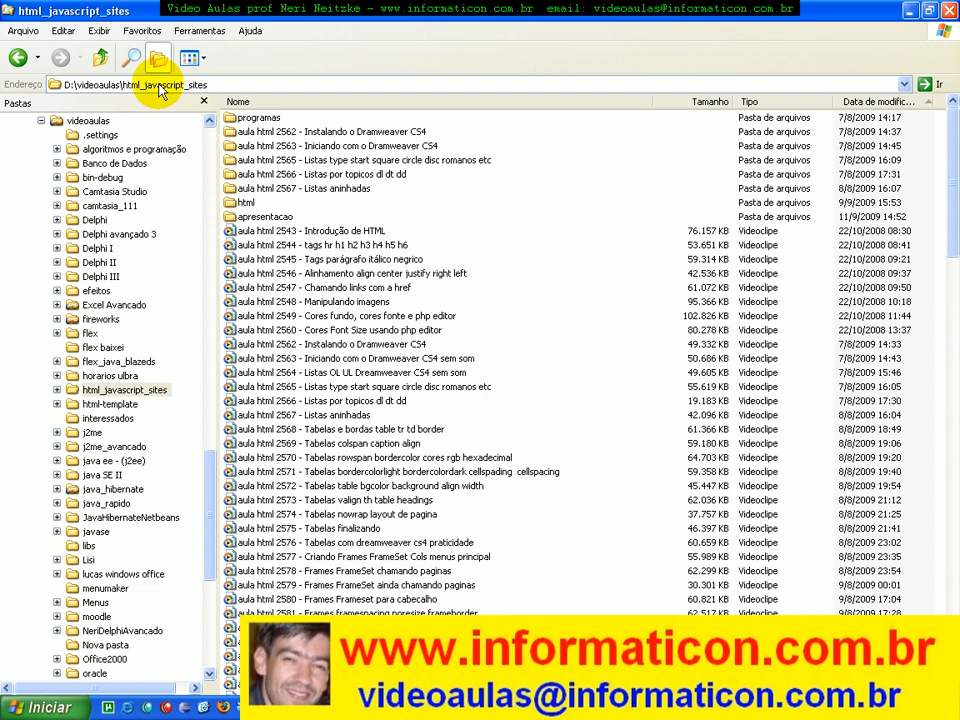 html_javascript_sites
Video Aulas prof Neri Neitzke - www.informaticon.com.br email: videoaulas@informaticon.com.br
Arquivo Editar Exibir Favoritos Ferramentas Ajuda
Endereço D:\videoaulas\html_javascript_sites Ir
Pastas
videoaulas
.settings
algoritmos e programação
Banco de Dados
bin-debug
Camtasia Studio
camtasia_111
Delphi
Delphi avançado 3
Delphi I
Delphi II
Delphi III
efeitos
Excel Avancado
fireworks
flex
flex baixei
flex_java_blazeds
horarios ulbra
html_javascript_sites
html-template
interessados
j2me
j2me_avancado
java ee - (j2ee)
java SE II
java_hibernate
java_rapido
JavaHibernateNetbeans
javase
libs
Lisi
lucas windows office
menumaker
Menus
moodle
NeriDelphiAvancado
Nova pasta
Office2000
oracle
Nome Tamanho Tipo Data de modific...
programas Pasta de arquivos 7/8/2009 14:17
aula html 2562 - Instalando o Dramweaver CS4 Pasta de arquivos 7/8/2009 14:37
aula html 2563 - Iniciando com o Dramweaver CS4 Pasta de arquivos 7/8/2009 14:45
aula html 2565 - Listas type start square circle disc romanos etc Pasta de arquivos 7/8/2009 16:09
aula html 2566 - Listas por topicos dl dt dd Pasta de arquivos 7/8/2009 17:31
aula html 2567 - Listas aninhadas Pasta de arquivos 8/8/2009 16:07
html Pasta de arquivos 9/9/2009 15:53
apresentacao Pasta de arquivos 11/9/2009 14:52
aula html 2543 - Introdução de HTML 76.157 KB Videoclipe 22/10/2008 08:30
aula html 2544 - tags hr h1 h2 h3 h4 h5 h6 53.651 KB Videoclipe 22/10/2008 08:41
aula html 2545 - Tags parágrafo itálico negrico 59.314 KB Videoclipe 22/10/2008 09:21
aula html 2546 - Alinhamento align center justify right left 42.536 KB Videoclipe 22/10/2008 09:37
aula html 2547 - Chamando links com a href 61.072 KB Videoclipe 22/10/2008 09:50
aula html 2548 - Manipulando imagens 95.366 KB Videoclipe 22/10/2008 10:18
aula html 2549 - Cores fundo, cores fonte e php editor 102.826 KB Videoclipe 22/10/2008 11:44
aula html 2560 - Cores Font Size usando php editor 80.278 KB Videoclipe 22/10/2008 13:37
aula html 2562 - Instalando o Dramweaver CS4 49.332 KB Videoclipe 7/8/2009 14:33
aula html 2563 - Iniciando com o Dramweaver CS4 sem som 50.686 KB Videoclipe 7/8/2009 14:43
aula html 2564 - Listas OL UL Dreamweaver CS4 sem som 49.605 KB Videoclipe 7/8/2009 15:46
aula html 2565 - Listas type start square circle disc romanos etc 55.619 KB Videoclipe 7/8/2009 16:05
aula html 2566 - Listas por topicos dl dt dd 19.183 KB Videoclipe 7/8/2009 17:30
aula html 2567 - Listas aninhadas 42.096 KB Videoclipe 8/8/2009 16:04
aula html 2568 - Tabelas e bordas table tr td border 61.366 KB Videoclipe 8/8/2009 18:49
aula html 2569 - Tabelas colspan caption align 59.180 KB Videoclipe 8/8/2009 19:06
aula html 2570 - Tabelas rowspan bordercolor cores rgb hexadecimal 64.703 KB Videoclipe 8/8/2009 19:20
aula html 2571 - Tabelas bordercolorlight bordercolordark cellspadding cellspacing 59.358 KB Videoclipe 8/8/2009 19:40
aula html 2572 - Tabelas table bgcolor background align width 45.447 KB Videoclipe 8/8/2009 19:54
aula html 2573 - Tabelas valign th table headings 62.036 KB Videoclipe 8/8/2009 21:12
aula html 2574 - Tabelas nowrap layout de pagina 37.757 KB Videoclipe 8/8/2009 21:25
aula html 2575 - Tabelas finalizando 46.397 KB Videoclipe 8/8/2009 21:41
aula html 2576 - Tabelas com dreamweaver cs4 praticidade 60.659 KB Videoclipe 8/8/2009 23:02
aula html 2577 - Criando Frames FrameSet Cols menus principal 55.989 KB Videoclipe 8/8/2009 23:35
aula html 2578 - Frames FrameSet chamando paginas 62.299 KB Videoclipe 8/8/2009 23:54
aula html 2579 - Frames FrameSet ainda chamando paginas 30.301 KB Videoclipe 9/8/2009 00:01
aula html 2580 - Frames Frameset para cabecalho 60.821 KB Videoclipe 9/8/2009 17:04
aula html 2581 - Frames framespacing noresize frameborder 62.517 KB Videoclipe 9/8/2009 17:28
www.informaticon.com.br
videoaulas@informaticon.com.br
Iniciar